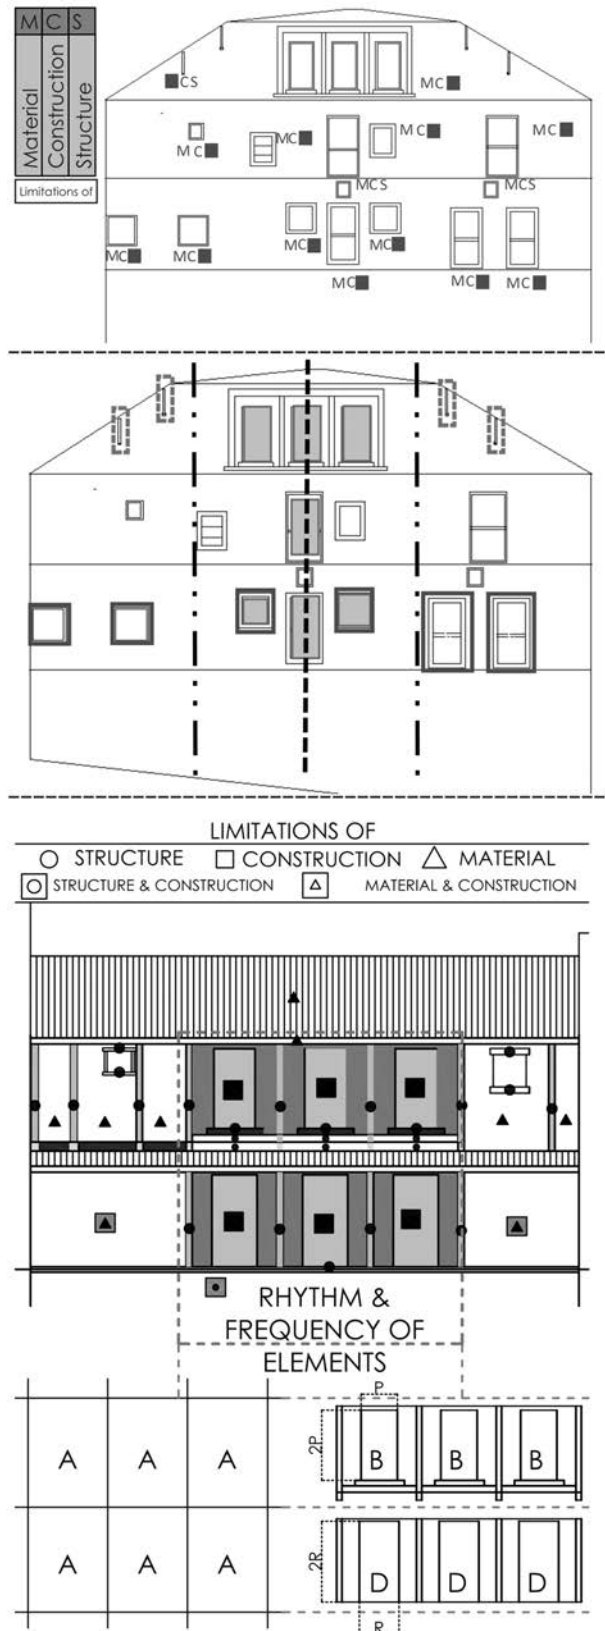 M C S
Material
Construction
Structure
Limitations of
CS
MC
MC
MC
MC
MC
MCS
MCS
MC
MC
MC
MC
MC
MC
MC
LIMITATIONS OF
STRUCTURE CONSTRUCTION MATERIAL
STRUCTURE & CONSTRUCTION MATERIAL & CONSTRUCTION
RHYTHM &
FREQUENCY OF
ELEMENTS
P
2P
A A A B B B
2R
A A A D D D
R